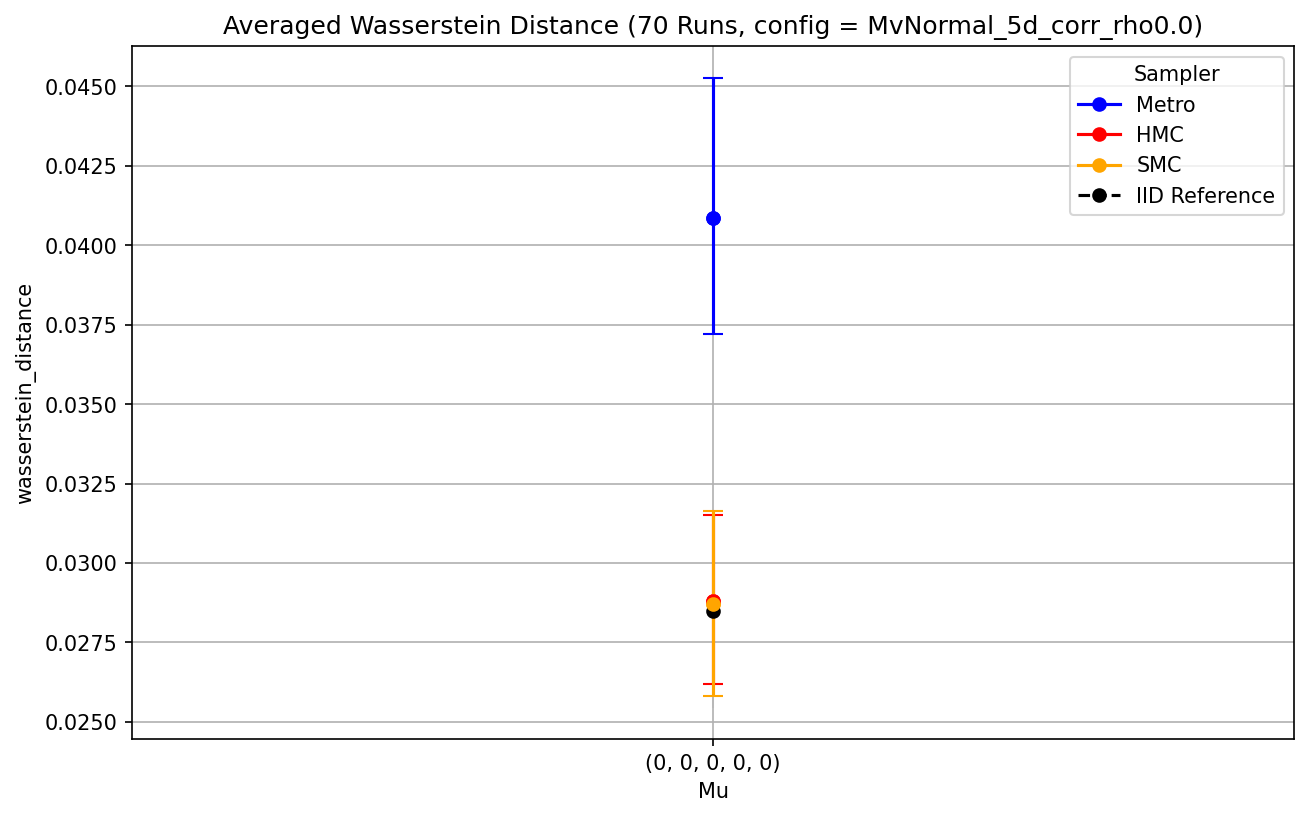 Averaged Wasserstein Distance (70 Runs, config = MvNormal_5d_corr_rho0.0)
wasserstein_distance
0.0450
0.0425
0.0400
0.0375
0.0350
0.0325
0.0300
0.0275
0.0250
Sampler
Metro
HMC
SMC
IID Reference
(0, 0, 0, 0, 0)
Mu